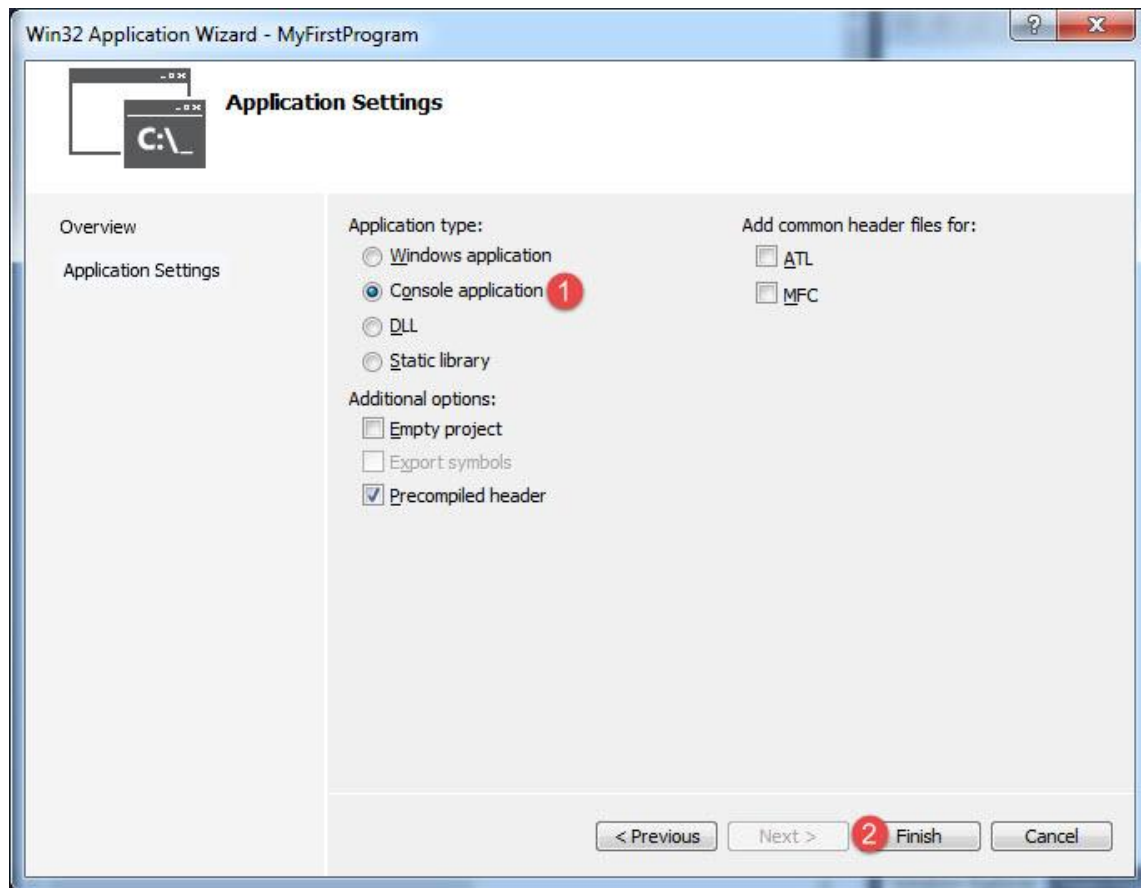 Win32 Application Wizard - MyFirstProgram
?
X
C:\_
Application Settings
Overview
Application Settings
Application type:
Windows application
Console application 1
DLL
Static library
Additional options:
Empty project
Export symbols
Precompiled header
Add common header files for:
ATL
MFC
< Previous
Next >
2 Finish
Cancel